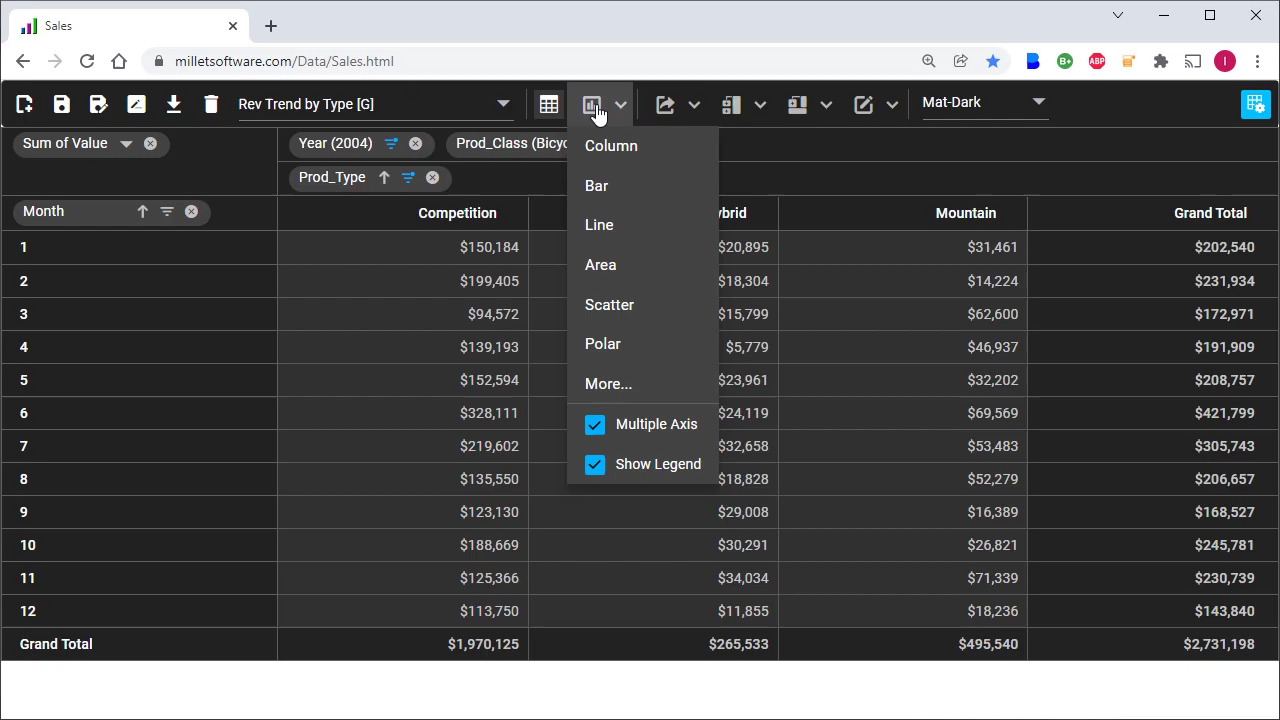 Sales
milletsoftware.com/Data/Sales.html
B+
ABP
I
Rev Trend by Type [G]
Mat-Dark
Sum of Value
Year (2004)
Prod_Class (Bicyc
Prod_Type
Month
Competition
ybrid
Mountain
Grand Total
1 $150,184 $20,895 $31,461 $202,540
2 $199,405 $18,304 $14,224 $231,934
3 $94,572 $15,799 $62,600 $172,971
4 $139,193 $5,779 $46,937 $191,909
5 $152,594 $23,961 $32,202 $208,757
6 $328,111 $24,119 $69,569 $421,799
7 $219,602 $32,658 $53,483 $305,743
8 $135,550 $18,828 $52,279 $206,657
9 $123,130 $29,008 $16,389 $168,527
10 $188,669 $30,291 $26,821 $245,781
11 $125,366 $34,034 $71,339 $230,739
12 $113,750 $11,855 $18,236 $143,840
Grand Total $1,970,125 $265,533 $495,540 $2,731,198
Column
Bar
Line
Area
Scatter
Polar
More...
Multiple Axis
Show Legend